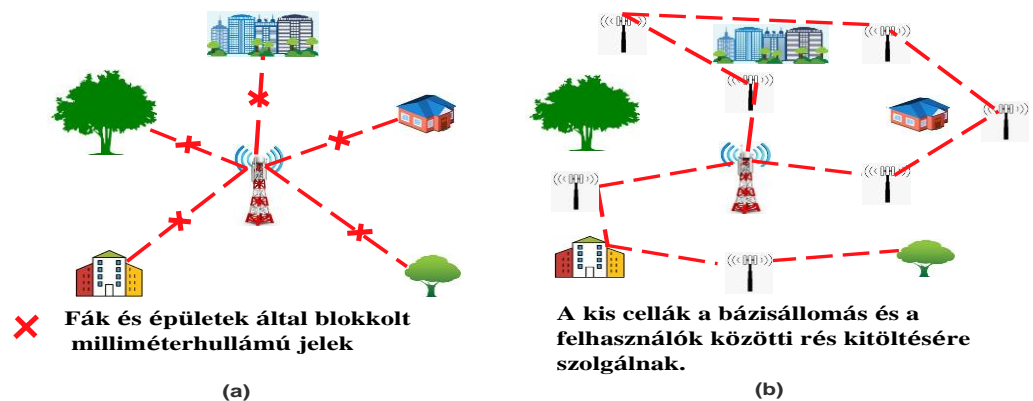 Fák és épületek által blokkolt
milliméterhullámú jelek
(a)
A kis cellák a bázisállomás és a
felhasználók közötti rés kitöltésére
szolgálnak.
(b)